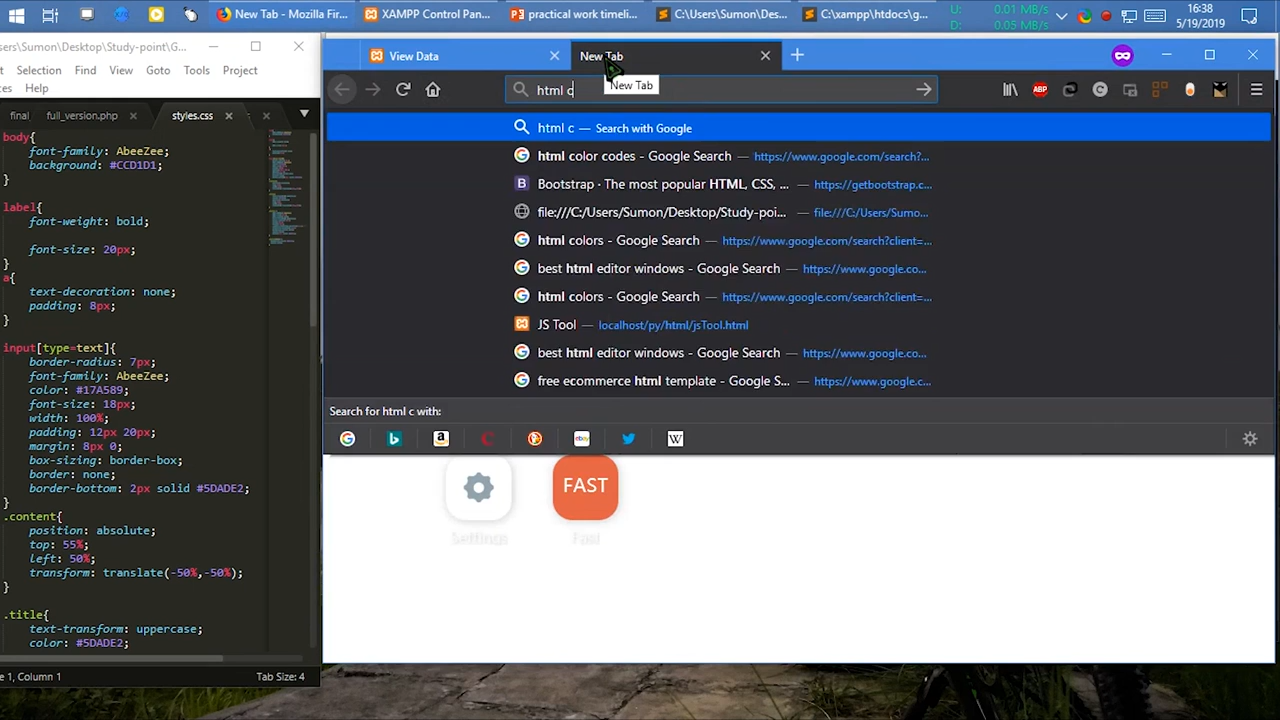 New Tab - Mozilla Fir...
XAMPP Control Pan...
practical work timeli...
C:\Users\Sumon\Des...
C:\xampp\htdocs\g...
U: 0.01 MB/s
D: 0.05 MB/s
16:38
5/19/2019
sers\Sumon\Desktop\Study-point\G...
Selection Find View Goto Tools Project
ues Help
final full_version.php styles.css
body{
font-family: AbeeZee;
background: #CCD1D1;
}
label{
font-weight: bold;
font-size: 20px;
}
a{
text-decoration: none;
padding: 8px;
}
input[type=text]{
border-radius: 7px;
font-family: AbeeZee;
color: #17A589;
font-size: 18px;
width: 100%;
padding: 12px 20px;
margin: 8px 0;
box-sizing: border-box;
border: none;
border-bottom: 2px solid #5DADE2;
}
.content{
position: absolute;
top: 55%;
left: 50%;
transform: translate(-50%,-50%);
}
.title{
text-transform: uppercase;
color: #5DADE2;
e 1, Column 1
Tab Size: 4
View Data
New Tab
html c
New Tab
ABP
html c — Search with Google
html color codes - Google Search — https://www.google.com/search?...
Bootstrap · The most popular HTML, CSS, ... — https://getbootstrap.c...
file:///C:/Users/Sumon/Desktop/Study-poi... — file:///C:/Users/Sumo...
html colors - Google Search — https://www.google.com/search?client=...
best html editor windows - Google Search — https://www.google.co...
html colors - Google Search — https://www.google.com/search?client=...
JS Tool — localhost/py/html/jsTool.html
best html editor windows - Google Search — https://www.google.co...
free ecommerce html template - Google S... — https://www.google.c...
Search for html c with:
FAST
Settings
Fast